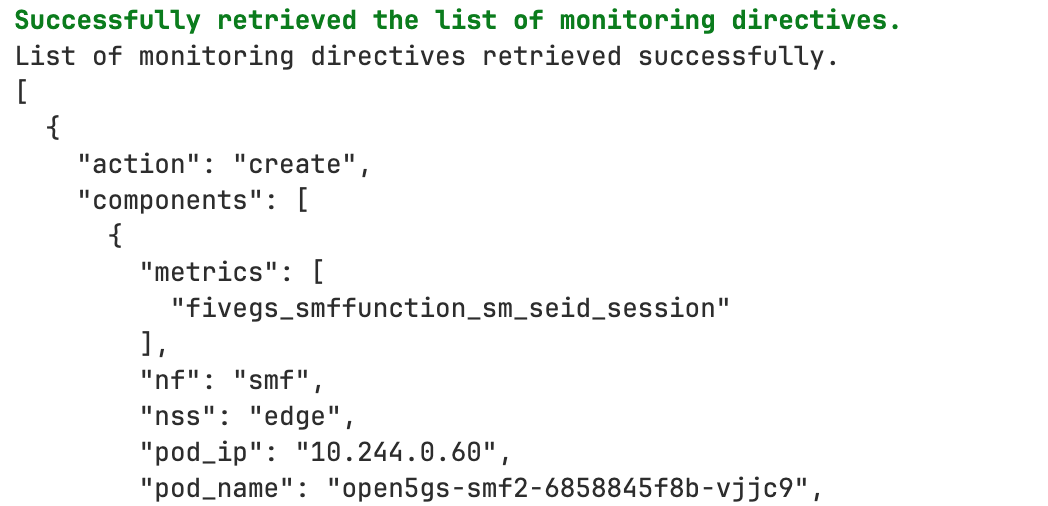 Successfully retrieved the list of monitoring directives.
List of monitoring directives retrieved successfully.
[
  {
    "action": "create",
    "components": [
      {
        "metrics": [
          "fivegs_smffunction_sm_seid_session"
        ],
        "nf": "smf",
        "nss": "edge",
        "pod_ip": "10.244.0.60",
        "pod_name": "open5gs-smf2-6858845f8b-vjjc9",